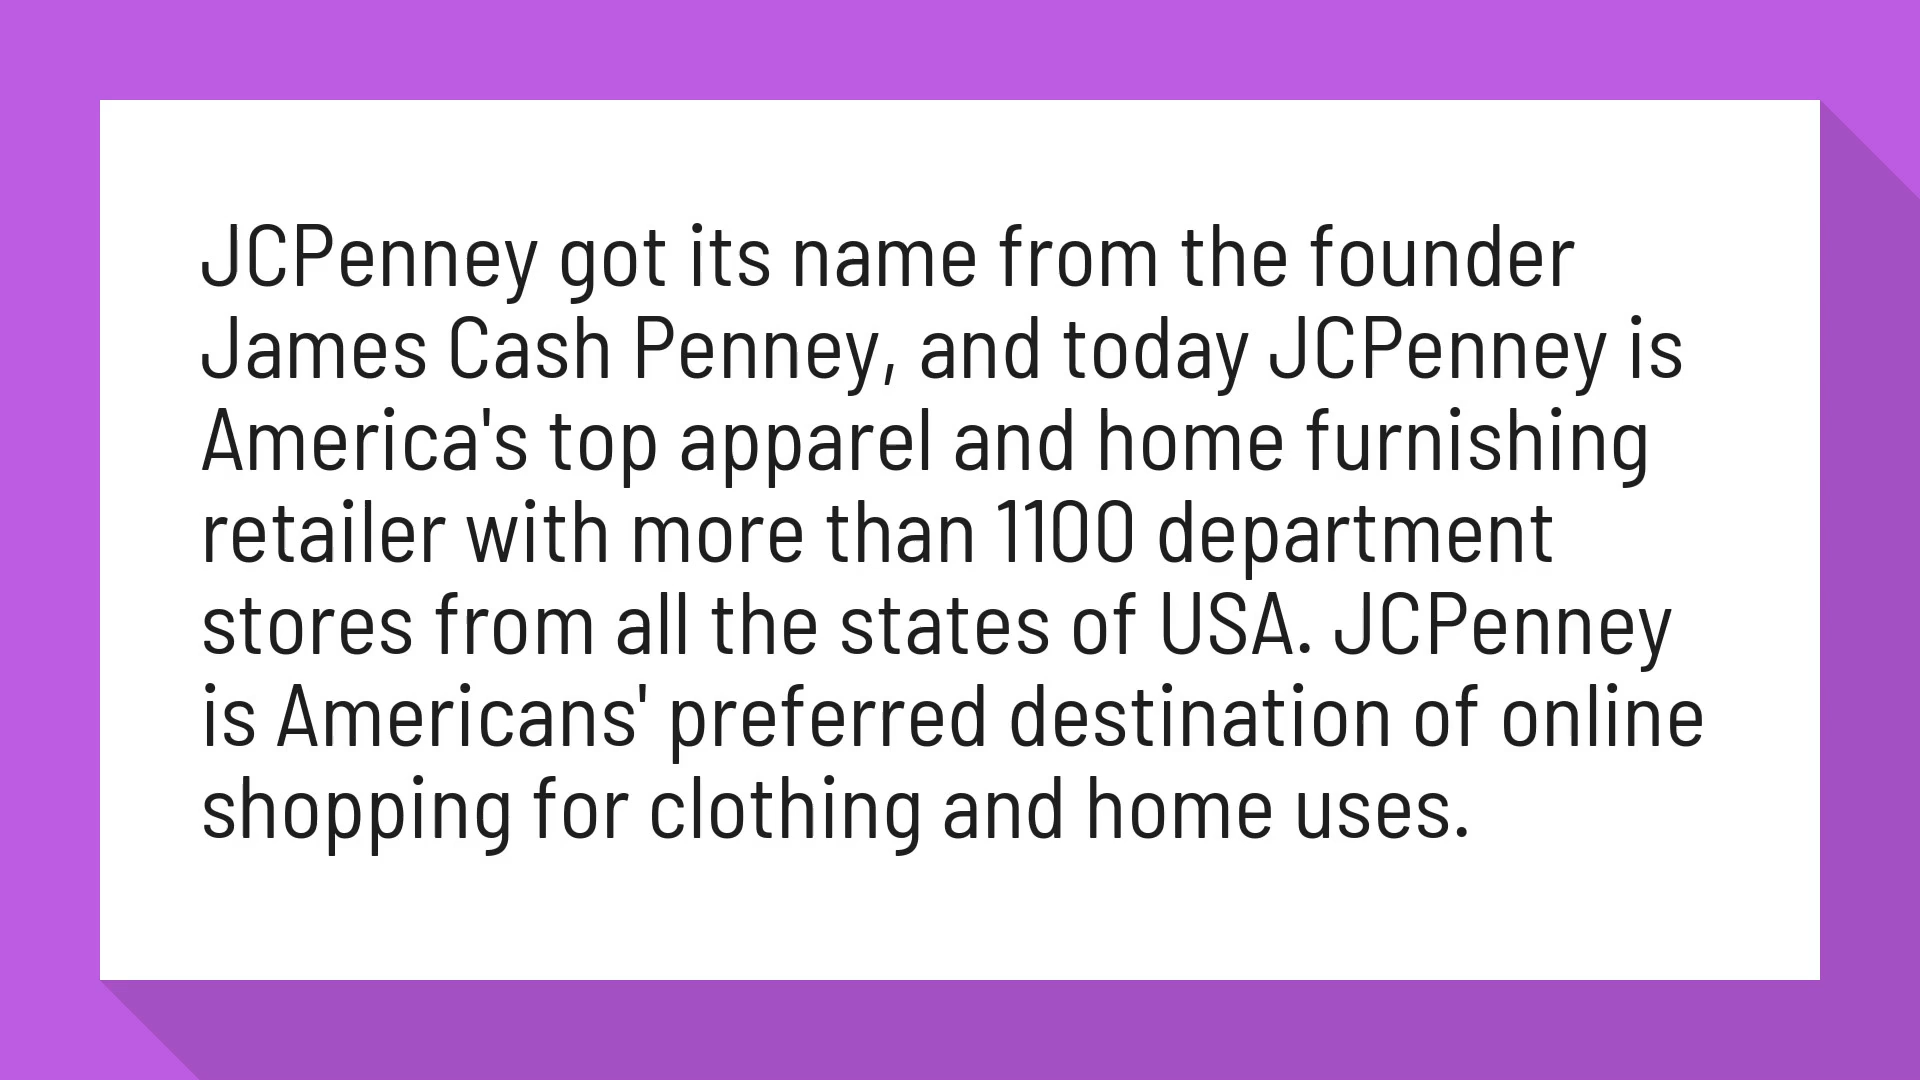 JCPenney got its name from the founder
James Cash Penney, and today JCPenney is
America's top apparel and home furnishing
retailer with more than 1100 department
stores from all the states of USA. JCPenney
is Americans' preferred destination of online
shopping for clothing and home uses.